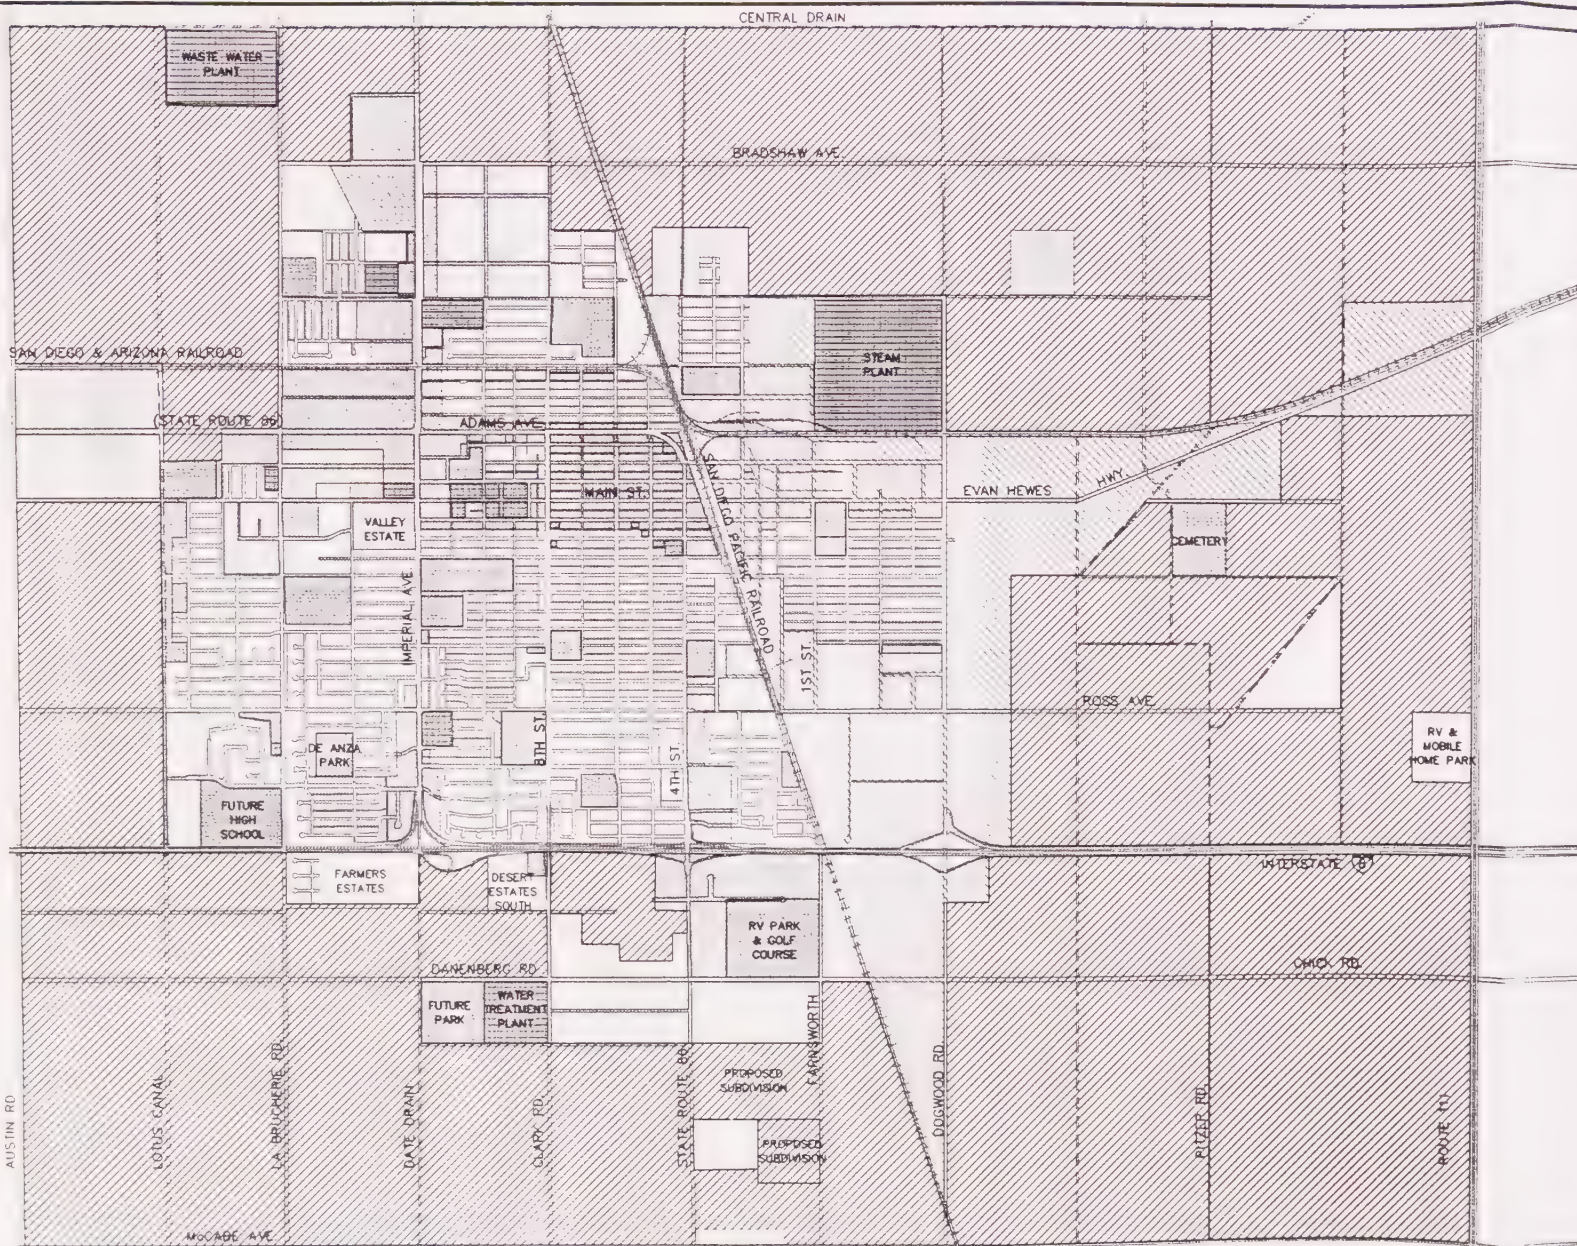 CENTRAL DRAIN
WASTE WATER
PLANT
BRADSHAW AVE.
SAN DIEGO & ARIZONA RAILROAD
STEAM
PLANT
(STATE ROUTE 86)
ADAMS AVE.
MAIN ST.
SAN DIEGO PACIFIC RAILROAD
EVAN HEWES
HWY.
VALLEY
ESTATE
CEMETERY
IMPERIAL AVE
1ST ST.
ROSS AVE.
DE ANZA
PARK
8TH ST.
4TH ST.
RV &
MOBILE
HOME PARK
FUTURE
HIGH
SCHOOL
INTERSTATE 8
FARMERS
ESTATES
DESERT
ESTATES
SOUTH
RV PARK
& GOLF
COURSE
DANENBERG RD
CHICK RD.
FUTURE
PARK
WATER
TREATMENT
PLANT
AUSTIN RD
LOTUS CANAL
LA BRUCHERIE RD.
DATE DRAIN
CLARK RD.
STATE ROUTE 86
FARNSWORTH
DOGWOOD RD.
PITZER RD.
ROUTE 111
PROPOSED
SUBDIVISION
PROPOSED
SUBDIVISION
McCABE AVE